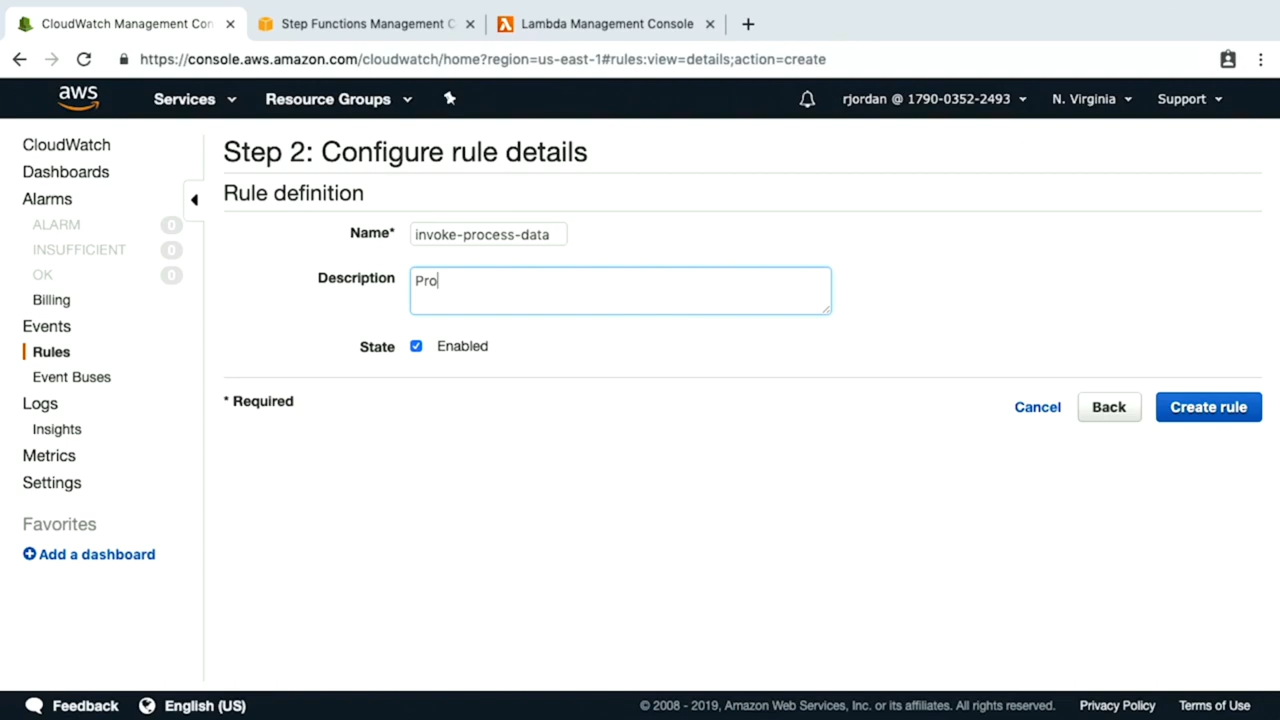 CloudWatch Management Con
Step Functions Management C
Lambda Management Console
https://console.aws.amazon.com/cloudwatch/home?region=us-east-1#rules:view=details;action=create
aws
Services
Resource Groups
rjordan @ 1790-0352-2493
N. Virginia
Support
CloudWatch
Dashboards
Alarms
ALARM 0
INSUFFICIENT 0
OK 0
Billing
Events
Rules
Event Buses
Logs
Insights
Metrics
Settings
Favorites
Add a dashboard
Step 2: Configure rule details
Rule definition
Name* invoke-process-data
Description Pro
State Enabled
* Required
Cancel Back Create rule
Feedback English (US) © 2008 - 2019, Amazon Web Services, Inc. or its affiliates. All rights reserved. Privacy Policy Terms of Use